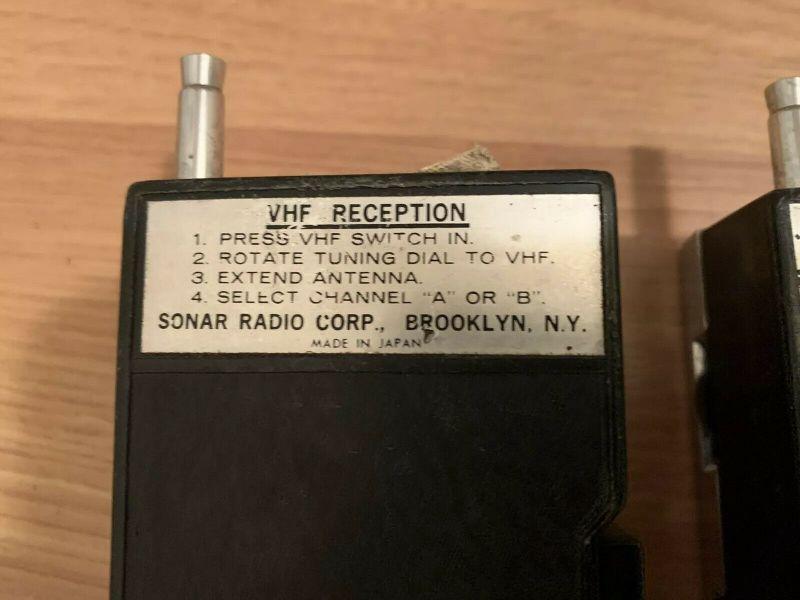 VHF RECEPTION
1. PRESS VHF SWITCH IN.
2. ROTATE TUNING DIAL TO VHF.
3. EXTEND ANTENNA.
4. SELECT CHANNEL "A" OR "B".
SONAR RADIO CORP., BROOKLYN, N.Y.
MADE IN JAPAN